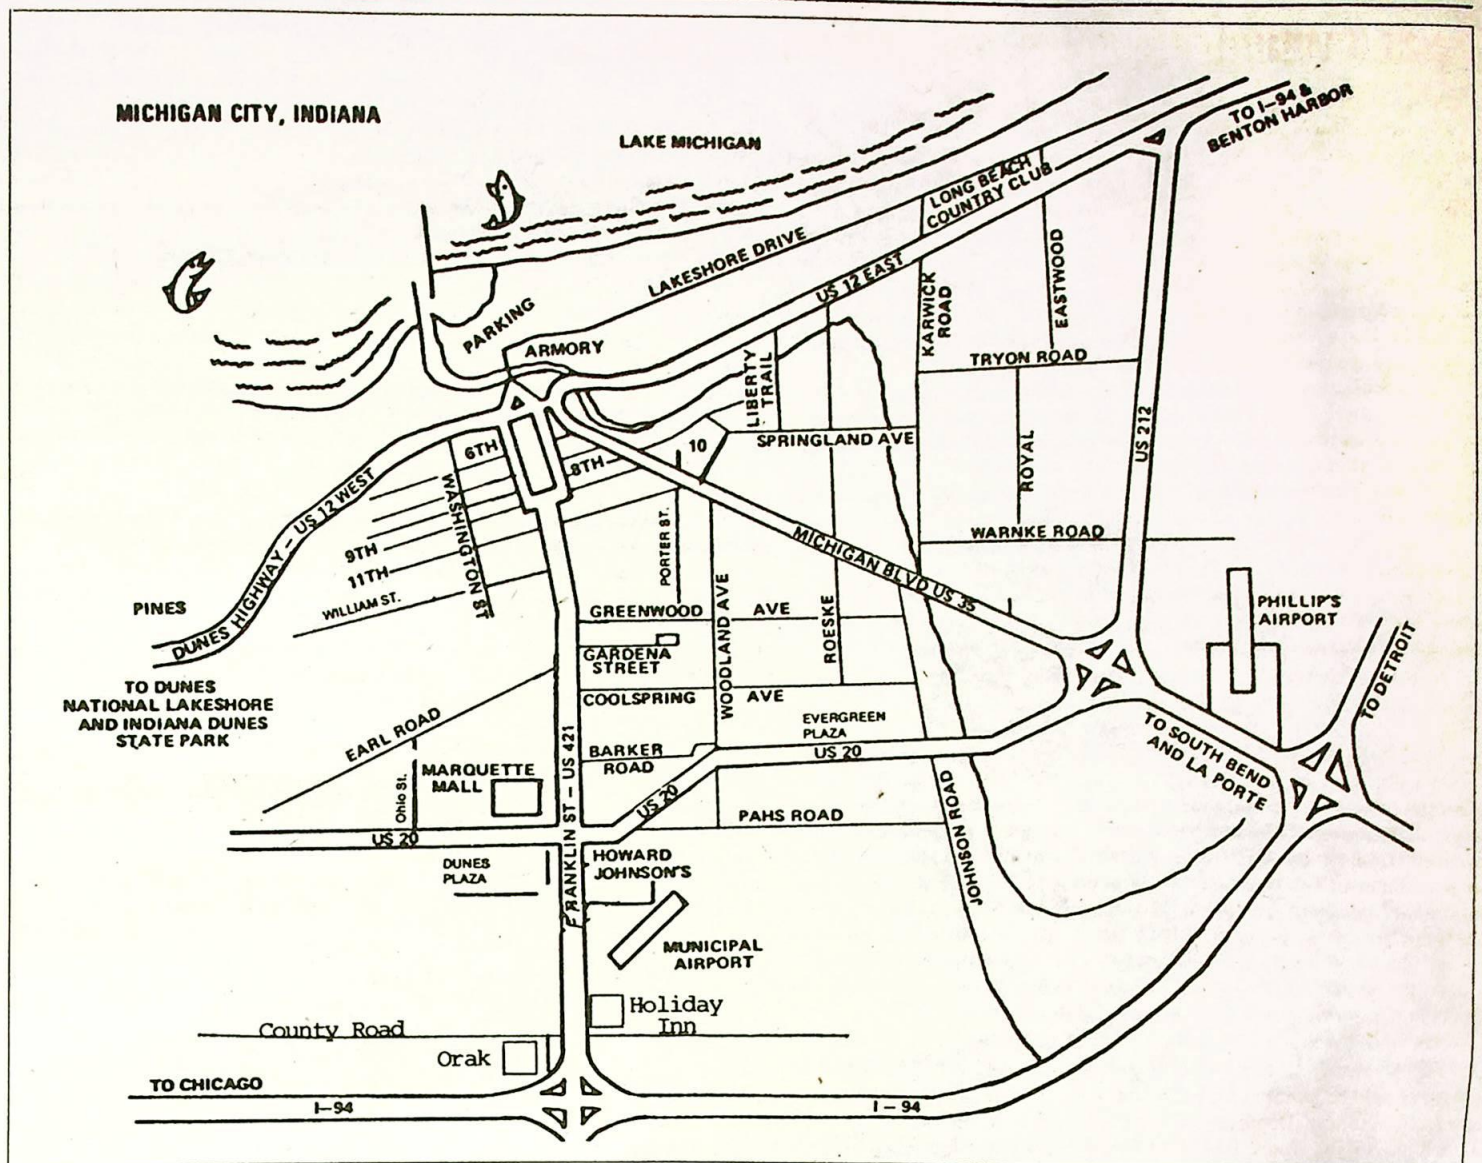 MICHIGAN CITY, INDIANA
LAKE MICHIGAN
TO I-94 &
BENTON HARBOR
LONG BEACH
COUNTRY CLUB
LAKESHORE DRIVE
US 12 EAST
KARWICK
ROAD
EASTWOOD
PARKING
ARMORY
TRYON ROAD
LIBERTY
TRAIL
US 212
6TH
8TH
10
SPRINGLAND AVE
ROYAL
DUNES HIGHWAY - US 12 WEST
WASHINGTON ST
9TH
11TH
WILLIAM ST.
PORTER ST.
MICHIGAN BLVD US 35
WARNKE ROAD
PINES
GREENWOOD AVE
WOODLAND AVE
ROESKE
PHILLIP'S
AIRPORT
GARDENA
STREET
COOLSPRING AVE
TO DUNES
NATIONAL LAKESHORE
AND INDIANA DUNES
STATE PARK
EARL ROAD
FRANKLIN ST - US 421
EVERGREEN
PLAZA
TO DETROIT
TO SOUTH BEND
AND LA PORTE
BARKER
ROAD
US 20
MARQUETTE
MALL
Ohio St.
US 20
PAHS ROAD
JOHNSON ROAD
US 20
DUNES
PLAZA
HOWARD
JOHNSON'S
MUNICIPAL
AIRPORT
Holiday
Inn
County Road
Orak
TO CHICAGO
I-94
I-94